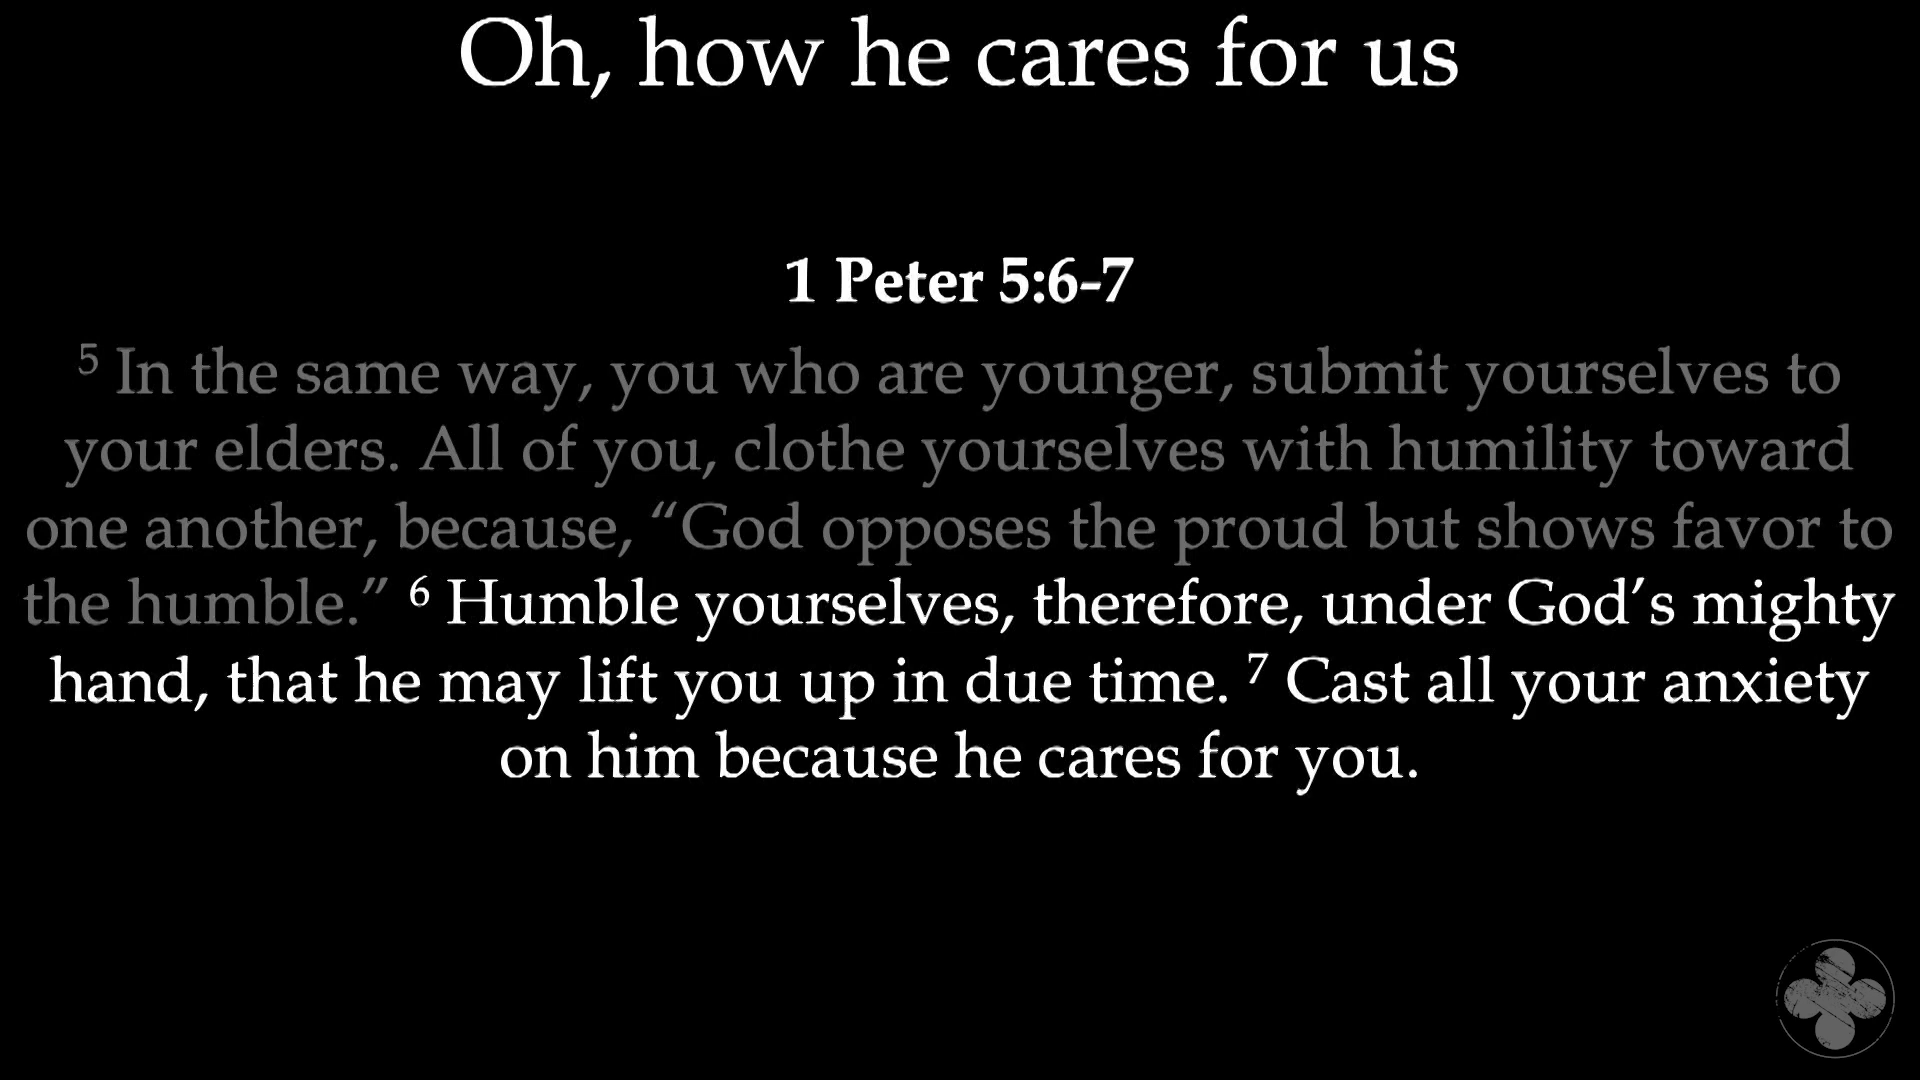 Oh, how he cares for us
1 Peter 5:6-7
5 In the same way, you who are younger, submit yourselves to
your elders. All of you, clothe yourselves with humility toward
one another, because, “God opposes the proud but shows favor to
the humble.” 6 Humble yourselves, therefore, under God’s mighty
hand, that he may lift you up in due time. 7 Cast all your anxiety
on him because he cares for you.